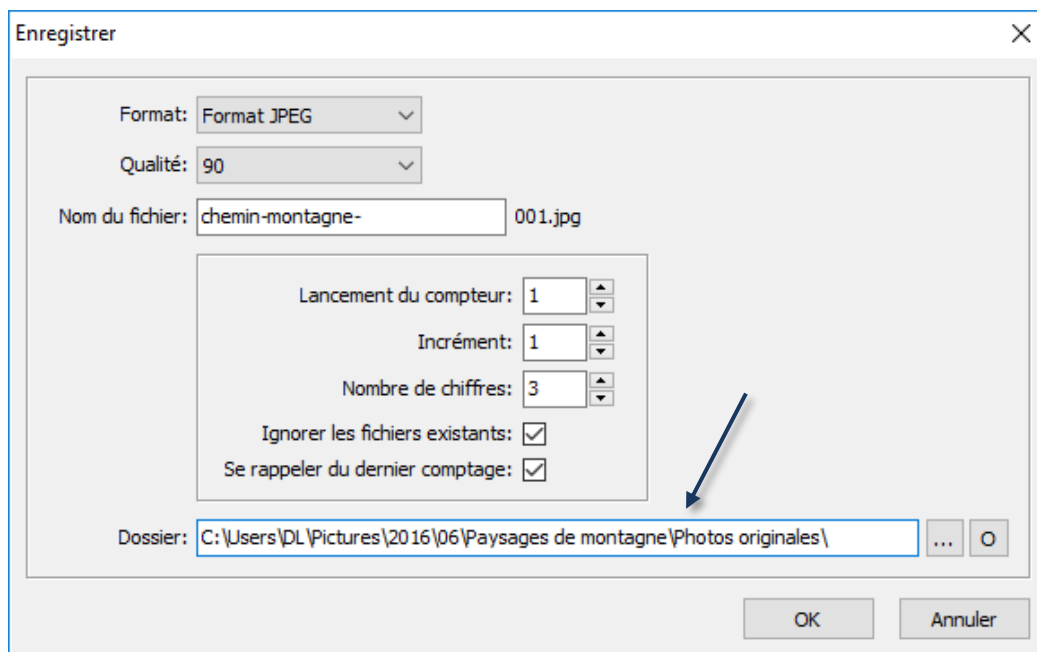 Enregistrer
Format: Format JPEG
Qualité: 90
Nom du fichier: chemin-montagne- 001.jpg
Lancement du compteur: 1
Incrément: 1
Nombre de chiffres: 3
Ignorer les fichiers existants:
Se rappeler du dernier comptage:
Dossier: C:\Users\DL\Pictures\2016\06\Paysages de montagne\Photos originales\ ... O
OK Annuler